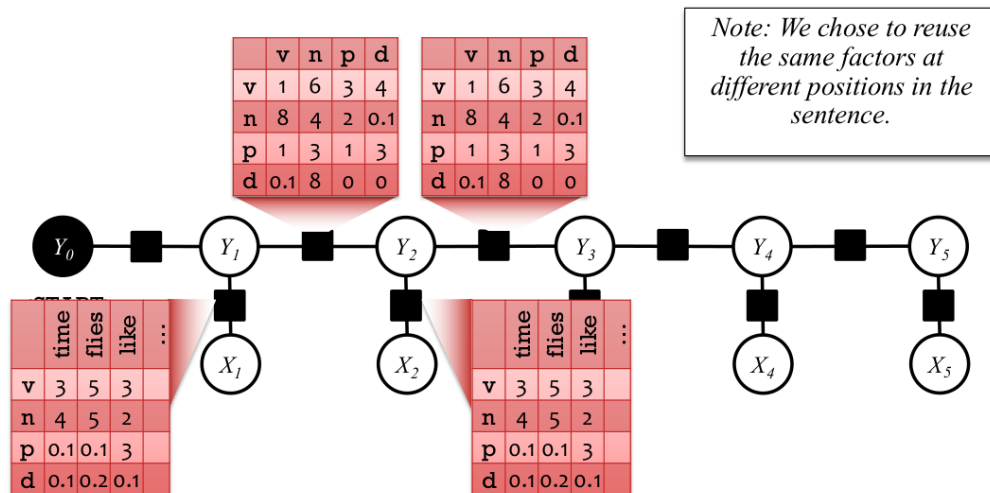 Note: We chose to reuse
the same factors at
different positions in the
sentence.
v n p d
v 1 6 3 4
n 8 4 2 0.1
p 1 3 1 3
d 0.1 8 0 0
v n p d
v 1 6 3 4
n 8 4 2 0.1
p 1 3 1 3
d 0.1 8 0 0
Y0 Y1 Y2 Y3 Y4 Y5
time flies like …
v 3 5 3
n 4 5 2
p 0.1 0.1 3
d 0.1 0.2 0.1
time flies like …
v 3 5 3
n 4 5 2
p 0.1 0.1 3
d 0.1 0.2 0.1
X1 X2 X4 X5